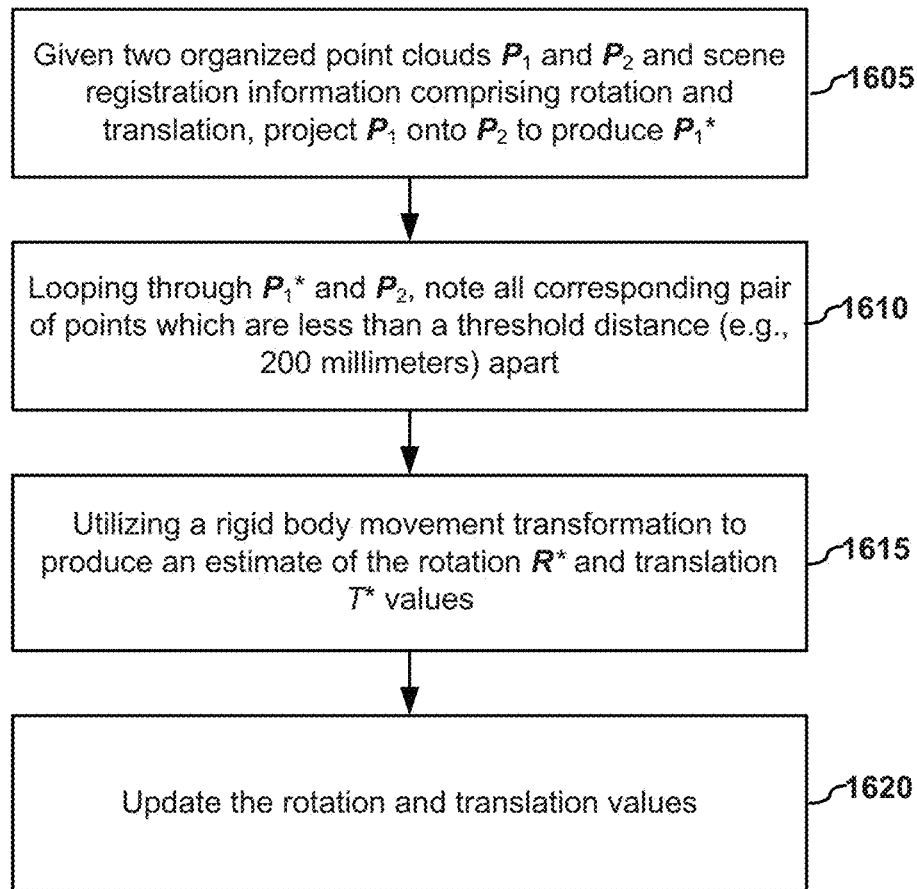 Given two organized point clouds P₁ and P₂ and scene
registration information comprising rotation and
translation, project P₁ onto P₂ to produce P₁*
1605
Looping through P₁* and P₂, note all corresponding pair
of points which are less than a threshold distance (e.g.,
200 millimeters) apart
1610
Utilizing a rigid body movement transformation to
produce an estimate of the rotation R* and translation
T* values
1615
Update the rotation and translation values
1620